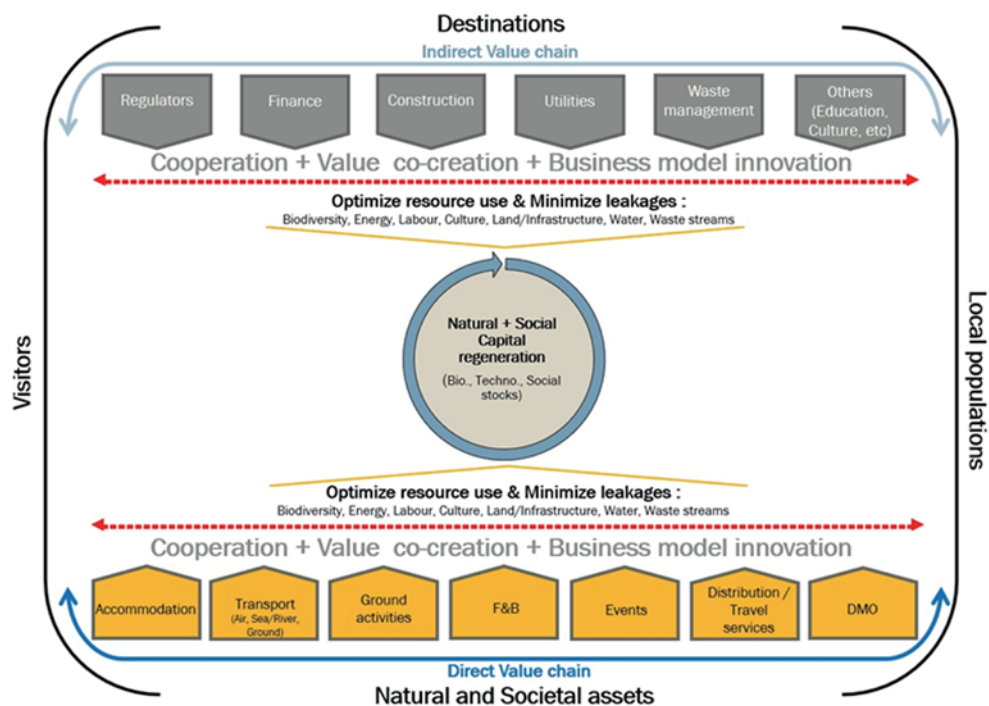 Destinations
Indirect Value chain
Regulators
Finance
Construction
Utilities
Waste
management
Others
(Education,
Culture, etc)
Cooperation + Value co-creation + Business model innovation
Optimize resource use & Minimize leakages :
Biodiversity, Energy, Labour, Culture, Land/Infrastructure, Water, Waste streams
Visitors
Natural + Social
Capital
regeneration
(Bio., Techno., Social
stocks)
Local populations
Optimize resource use & Minimize leakages :
Biodiversity, Energy, Labour, Culture, Land/Infrastructure, Water, Waste streams
Cooperation + Value co-creation + Business model innovation
Accommodation
Transport
(Air, Sea/River,
Ground)
Ground
activities
F&B
Events
Distribution /
Travel
services
DMO
Direct Value chain
Natural and Societal assets